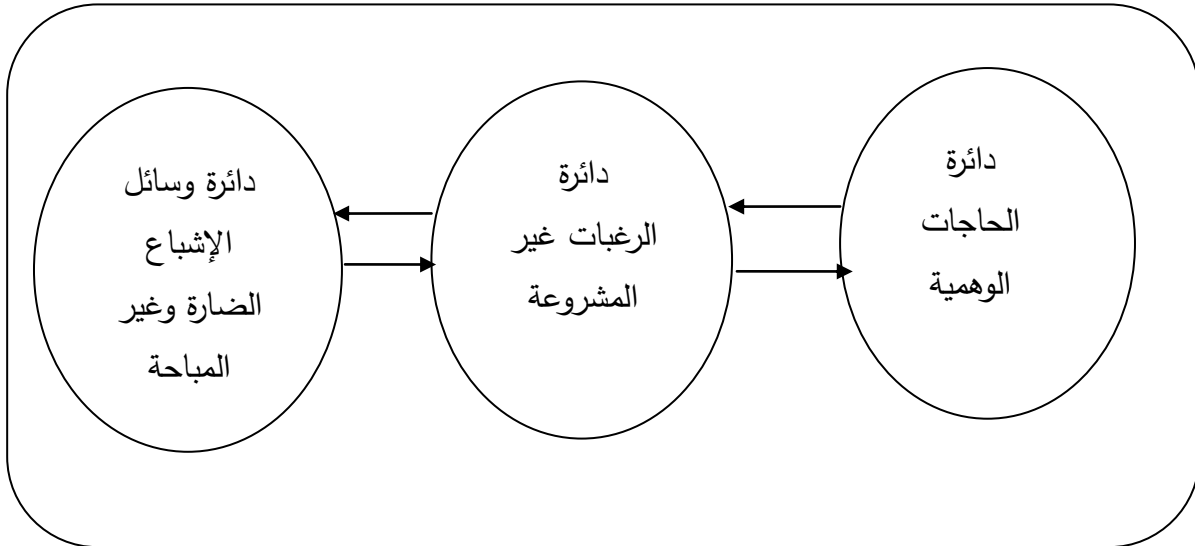 دائرة
الحاجات
الوهمية
دائرة
الرغبات غير
المشروعة
دائرة وسائل
الإشباع
الضارة وغير
المباحة